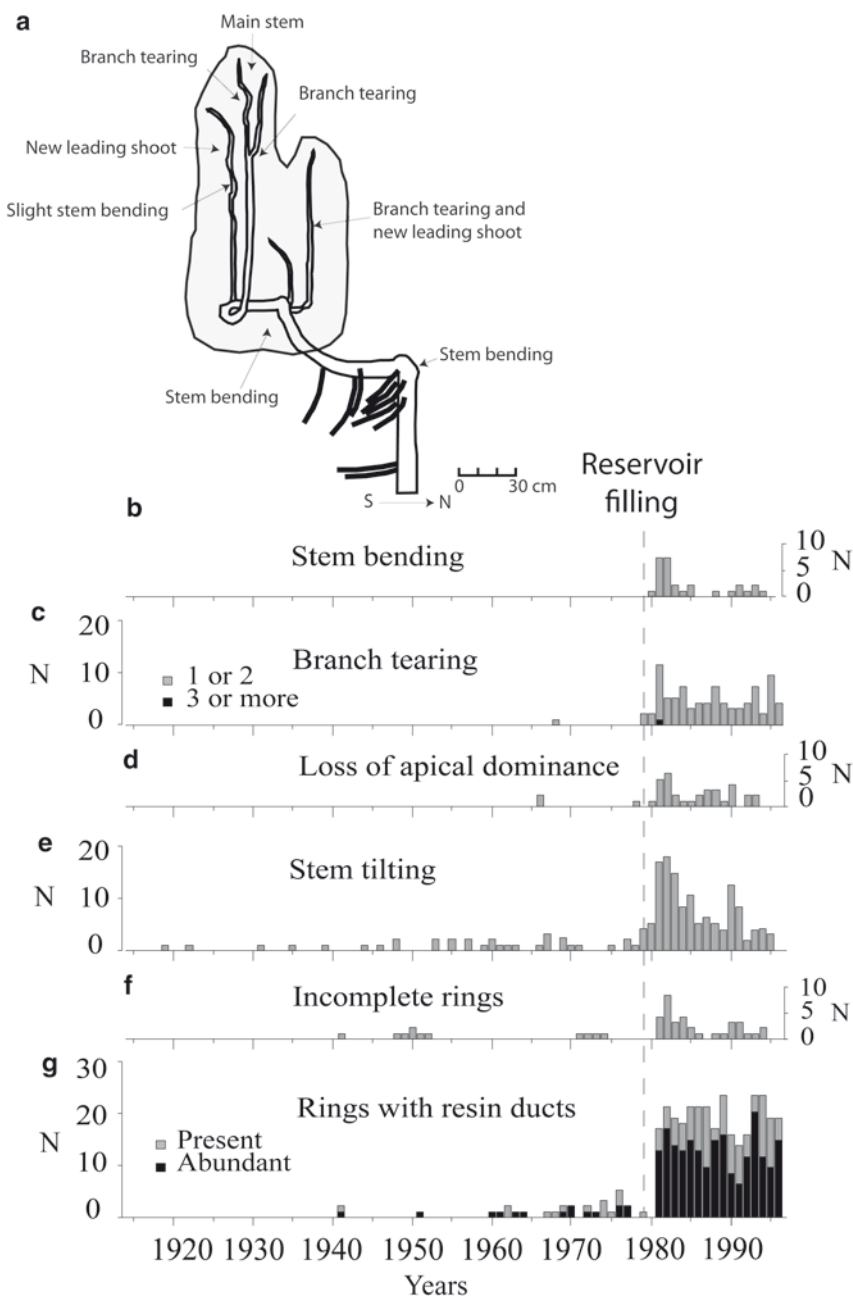 a
Main stem
Branch tearing
Branch tearing
New leading shoot
Slight stem bending
Branch tearing and
new leading shoot
Stem bending
Stem bending
0 30 cm
S N
Reservoir
filling
b
Stem bending
10
5
0
N
c
20
10
0
N
Branch tearing
1 or 2
3 or more
d
Loss of apical dominance
10
5
0
N
e
20
10
0
N
Stem tilting
f
Incomplete rings
10
5
0
N
g
30
20
10
0
N
Rings with resin ducts
Present
Abundant
1920 1930 1940 1950 1960 1970 1980 1990
Years